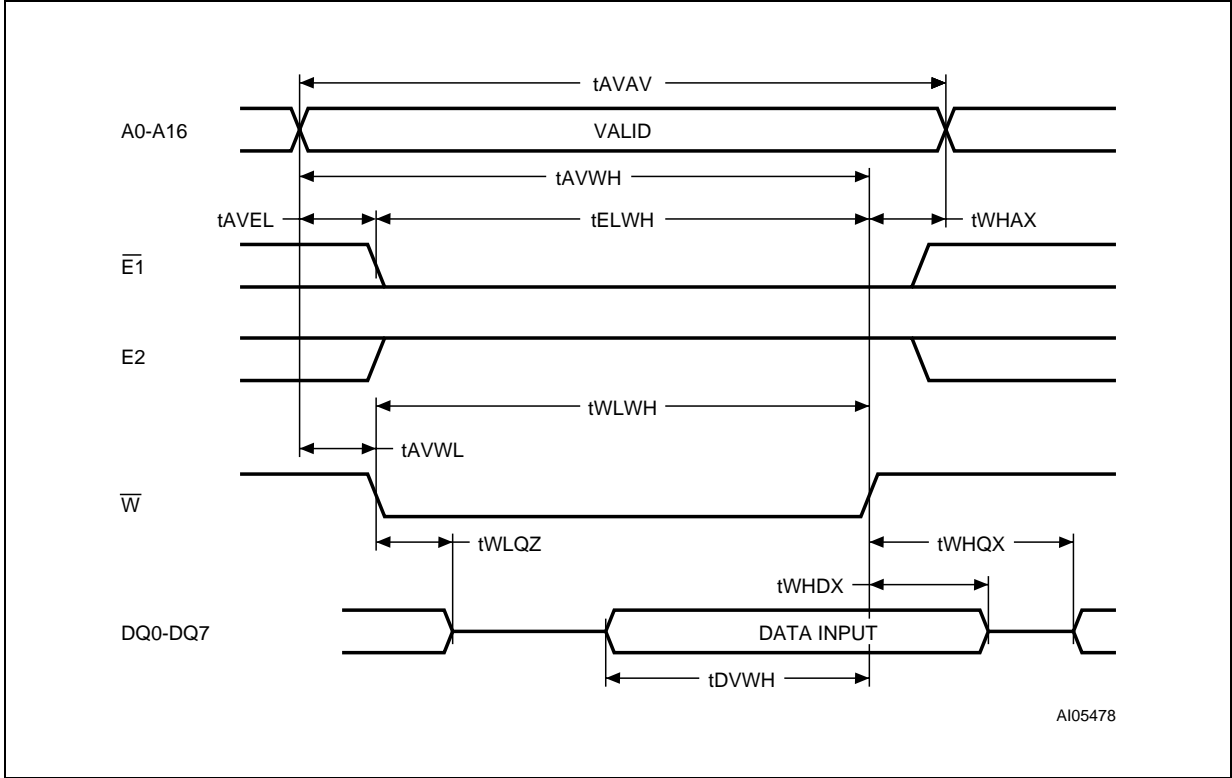 tAVAV
A0-A16
VALID
tAVWH
tAVEL
tELWH
tWHAX
E̅1̅
E2
tWLWH
tAVWL
W̅
tWLQZ
tWHQX
tWHDX
DQ0-DQ7
DATA INPUT
tDVWH
AI05478